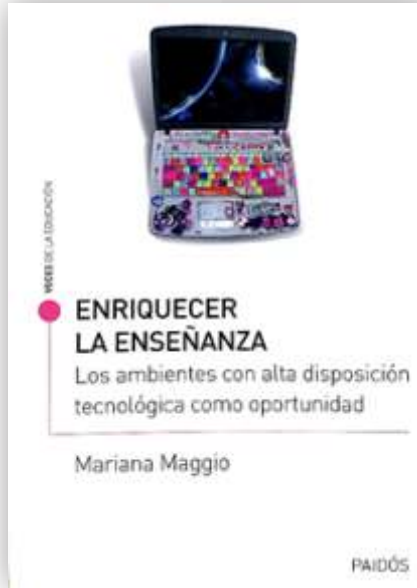 VOCES DE LA EDUCACIÓN
ENRIQUECER
LA ENSEÑANZA
Los ambientes con alta disposición
tecnológica como oportunidad
Mariana Maggio
PAIDÓS